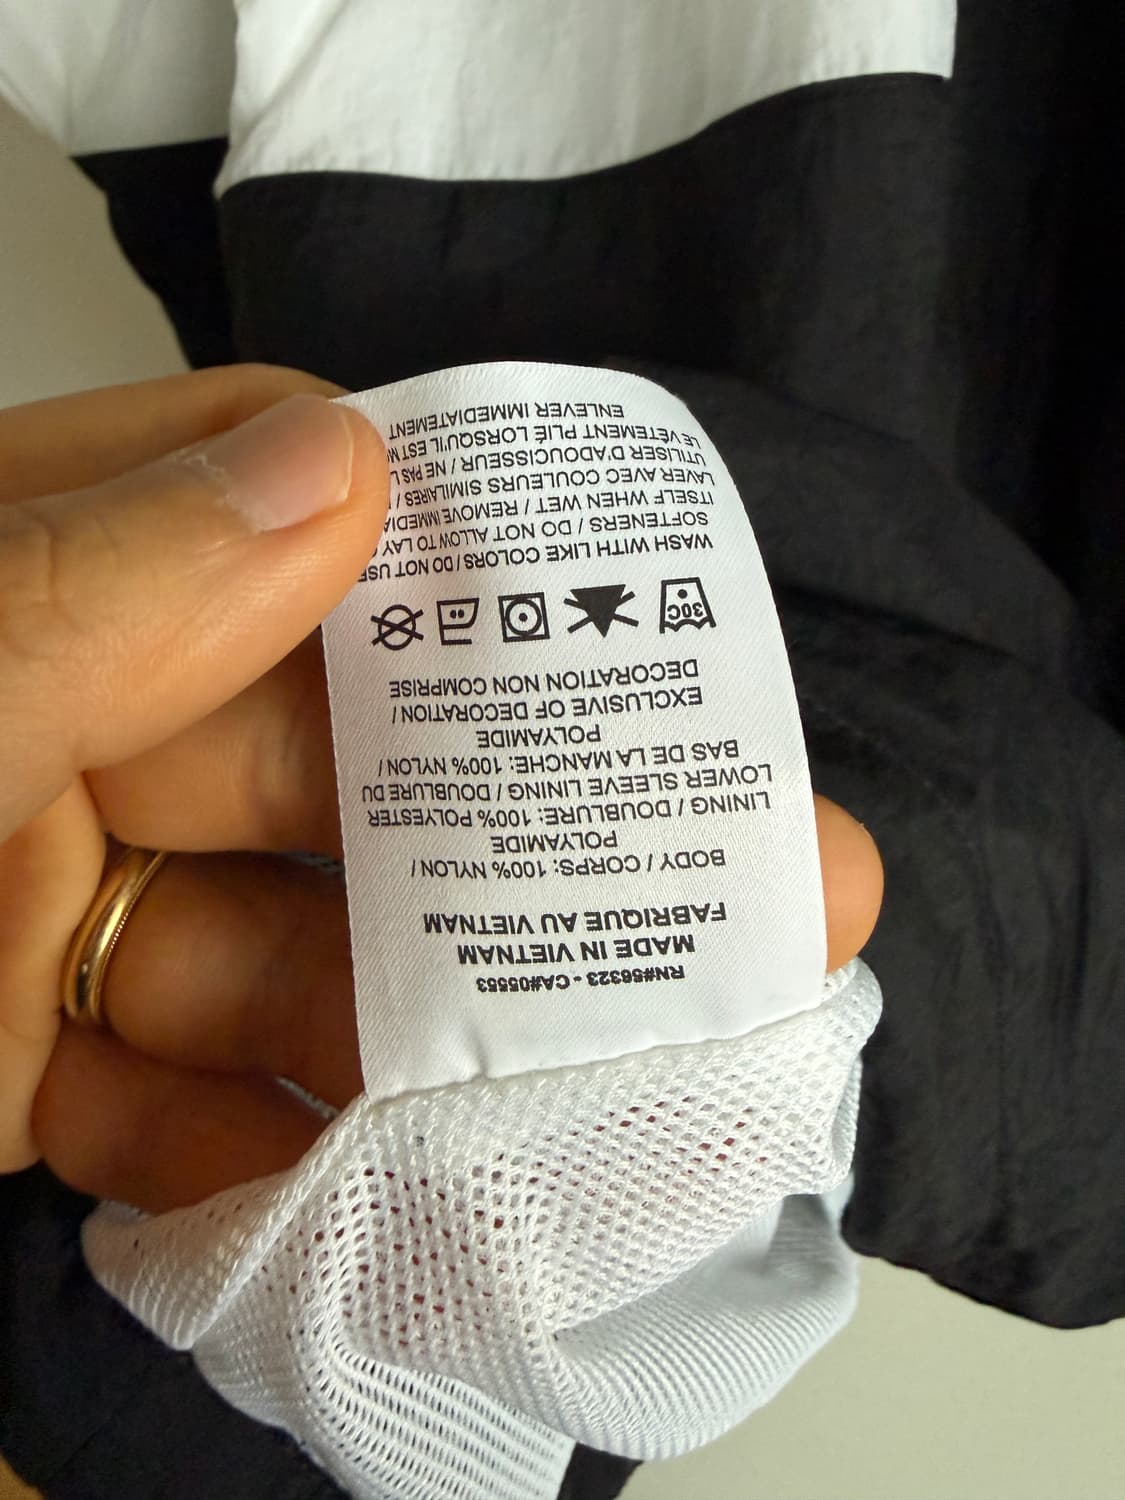 RN#56323 - CA#05553
MADE IN VIETNAM
FABRIQUE AU VIETNAM
BODY / CORPS: 100% NYLON /
POLYAMIDE
LINING / DOUBLURE: 100% POLYESTER
LOWER SLEEVE LINING / DOUBLURE DU
BAS DE LA MANCHE: 100% NYLON /
POLYAMIDE
EXCLUSIVE OF DECORATION /
DECORATION NON COMPRISE
30C
WASH WITH LIKE COLORS / DO NOT USE
SOFTENERS / DO NOT ALLOW TO LAY
ITSELF WHEN WET / REMOVE
LAVER AVEC COULEURS SIMILAIRES /
UTILISER D'ADOUCISSEUR / NE PAS
LE VÊTEMENT PLIÉ LORSQU'IL EST
ENLEVER IMMEDIATEMENT